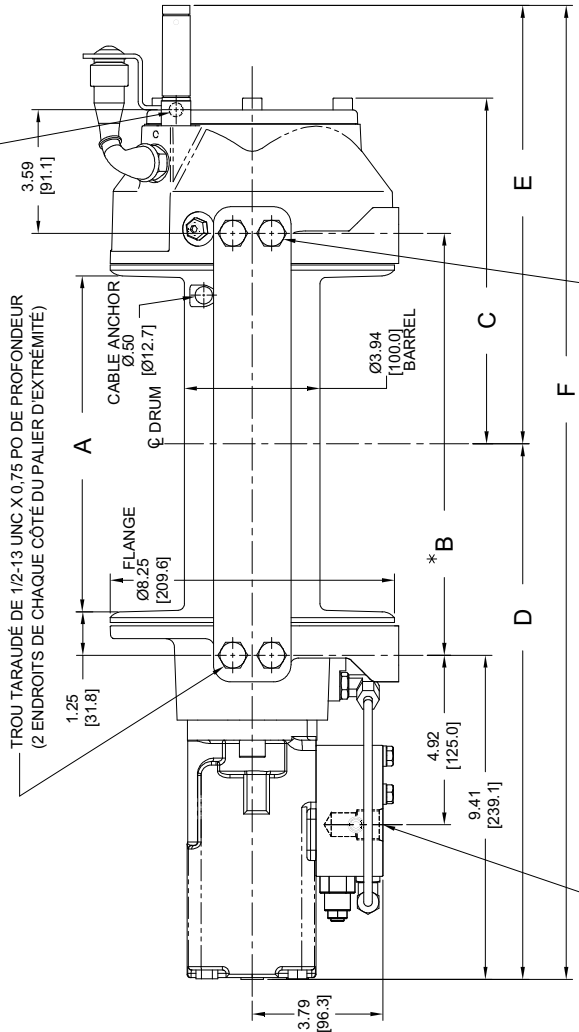 TROU TARAUDÉ DE 1/2-13 UNC X 0,75 PO DE PROFONDEUR
(2 ENDROITS DE CHAQUE CÔTÉ DU PALIER D'EXTRÉMITÉ)
3.59
[91.1]
C
A
CABLE ANCHOR
Ø.50
[Ø12.7]
℄ DRUM
FLANGE
Ø8.25
[209.6]
1.25
[31.8]
Ø3.94
[100.0]
BARREL
*B
4.92
[125.0]
9.41
[239.1]
3.79
[96.3]
C
E
D
F